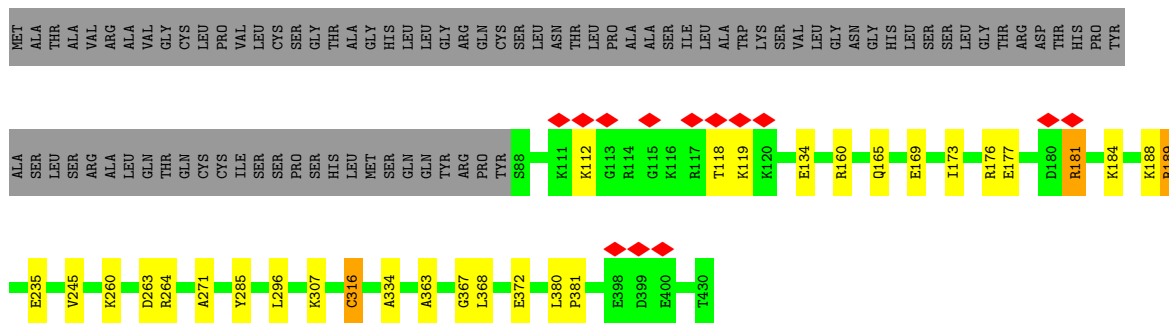 MET ALA THR ALA VAL ARG ALA VAL GLY CYS LEU PRO VAL LEU CYS SER GLY THR ALA GLY HIS LEU LEU GLY ARG GLN CYS SER LEU ASN THR LEU PRO ALA ALA SER ILE LEU ALA TRP LYS SER VAL LEU GLY ASN GLY HIS LEU SER SER LEU GLY THR ARG ASP THR HIS PRO TYR
ALA SER LEU SER ARG ALA LEU GLN THR GLN CYS CYS ILE SER SER PRO SER HIS LEU MET SER GLN GLN TYR ARG PRO TYR S88 K111 K112 G113 R114 G115 K116 R117 T118 K119 K120 E134 R160 Q165 E169 I173 R176 E177 D180 R181 K184 K188 R189
E235 V245 K260 D263 R264 A271 Y285 L296 K307 C316 A334 A363 G367 L368 E372 L380 P381 E398 D399 E400 T430